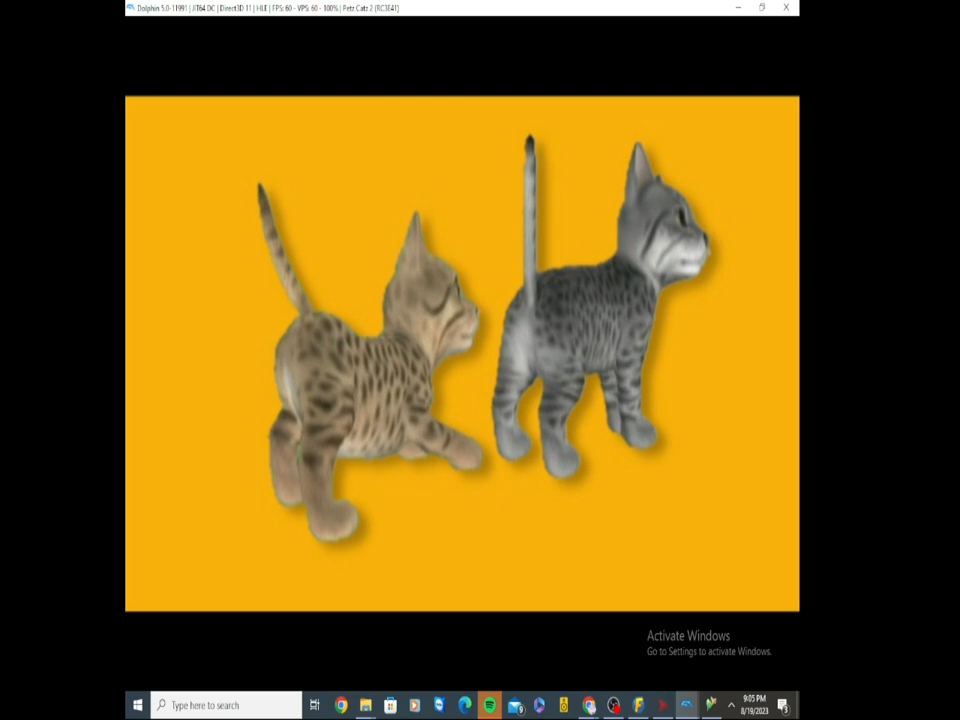 Dolphin 5.0-11991 | JIT64 DC | Direct3D 11 | HLE | FPS: 60 - VPS: 60 - 100% | Petz Catz 2 (RC3E41)
Activate Windows
Go to Settings to activate Windows.
Type here to search
9:05 PM
8/19/2023